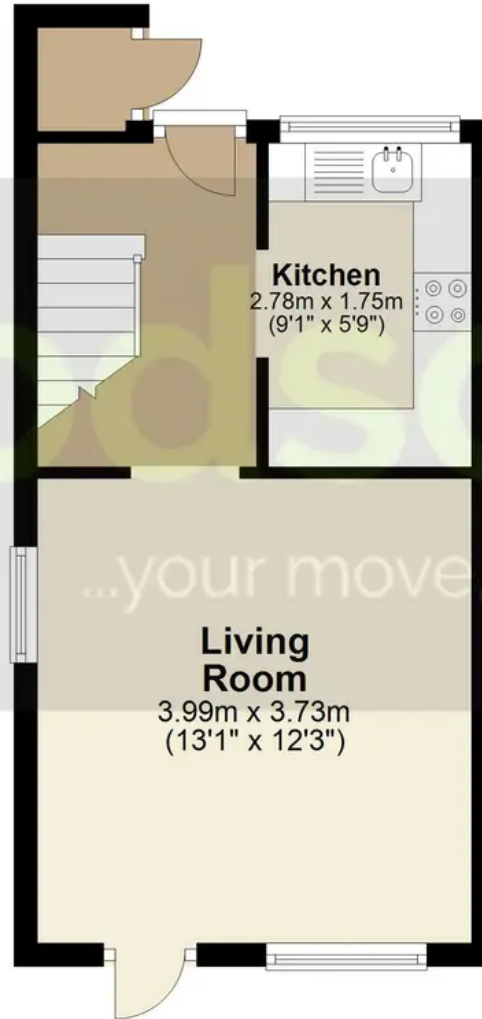 Kitchen
2.78m x 1.75m
(9'1" x 5'9")
...your move
Living
Room
3.99m x 3.73m
(13'1" x 12'3")